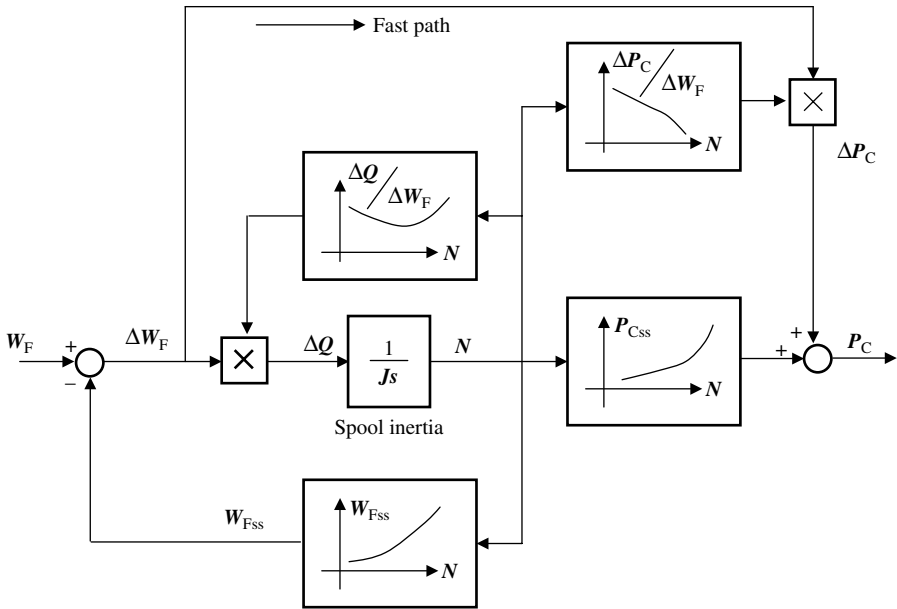 Fast path
ΔP_C / ΔW_F
N
×
ΔP_C
ΔQ / ΔW_F
N
W_F
+
−
ΔW_F
×
ΔQ
1
Js
N
Spool inertia
P_Css
N
+
+
P_C
W_Fss
W_Fss
N